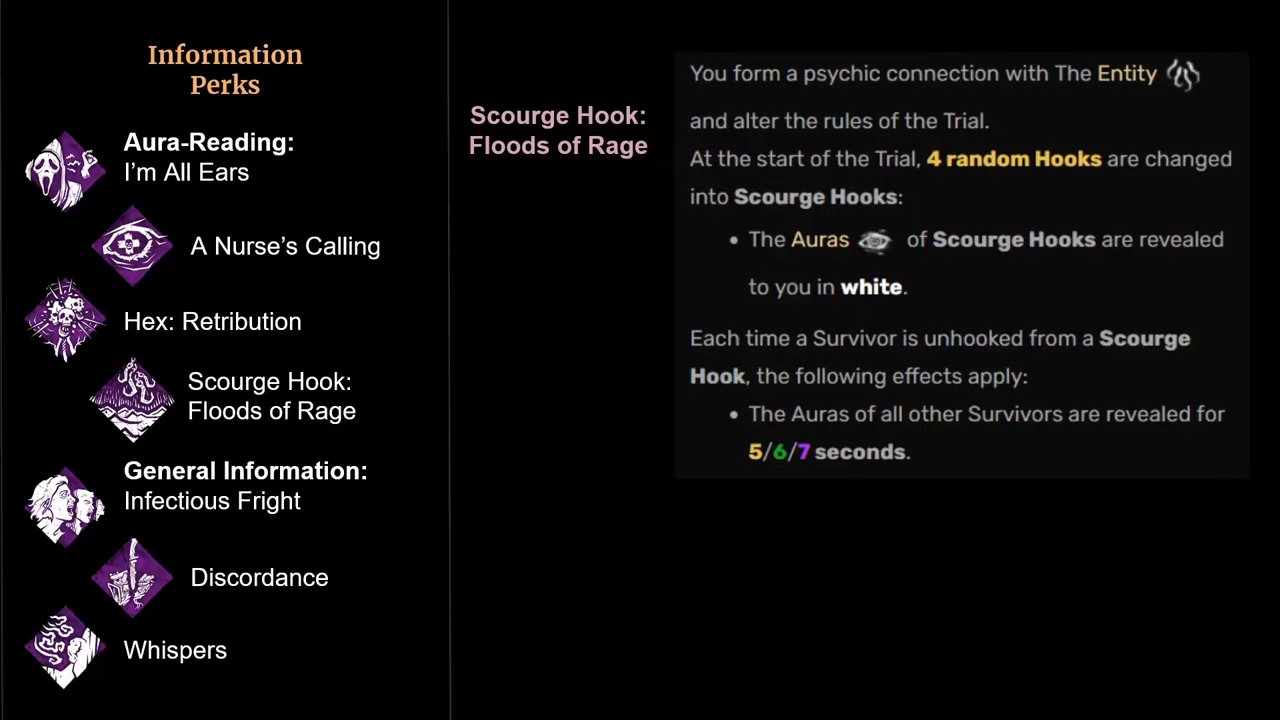 Information
Perks
Aura-Reading:
I'm All Ears
A Nurse's Calling
Hex: Retribution
Scourge Hook:
Floods of Rage
General Information:
Infectious Fright
Discordance
Whispers
Scourge Hook:
Floods of Rage
You form a psychic connection with The Entity
and alter the rules of the Trial.
At the start of the Trial, 4 random Hooks are changed
into Scourge Hooks:
• The Auras of Scourge Hooks are revealed
to you in white.
Each time a Survivor is unhooked from a Scourge
Hook, the following effects apply:
• The Auras of all other Survivors are revealed for
5/6/7 seconds.